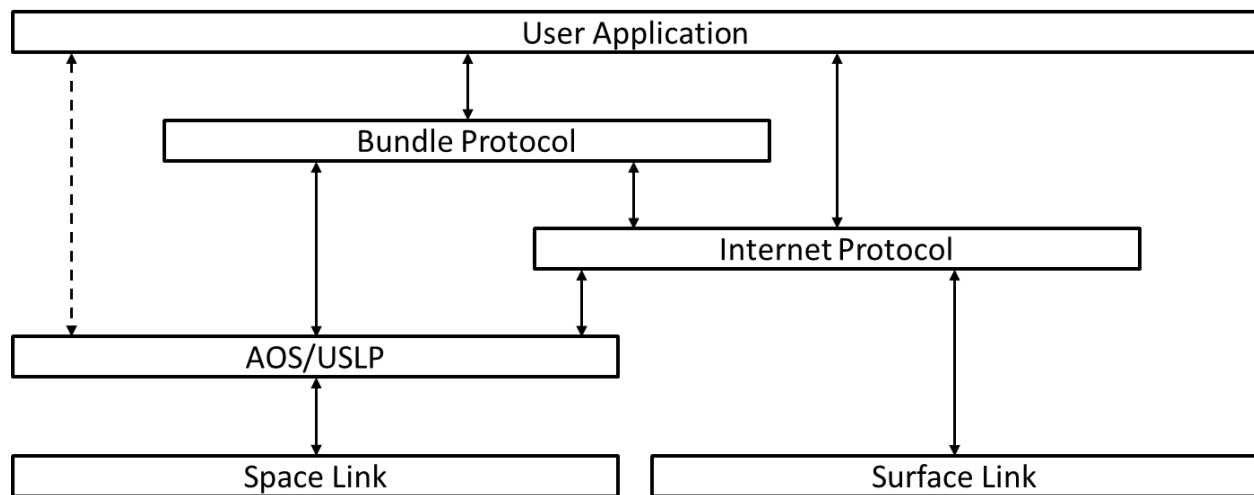 User Application
Bundle Protocol
Internet Protocol
AOS/USLP
Space Link
Surface Link